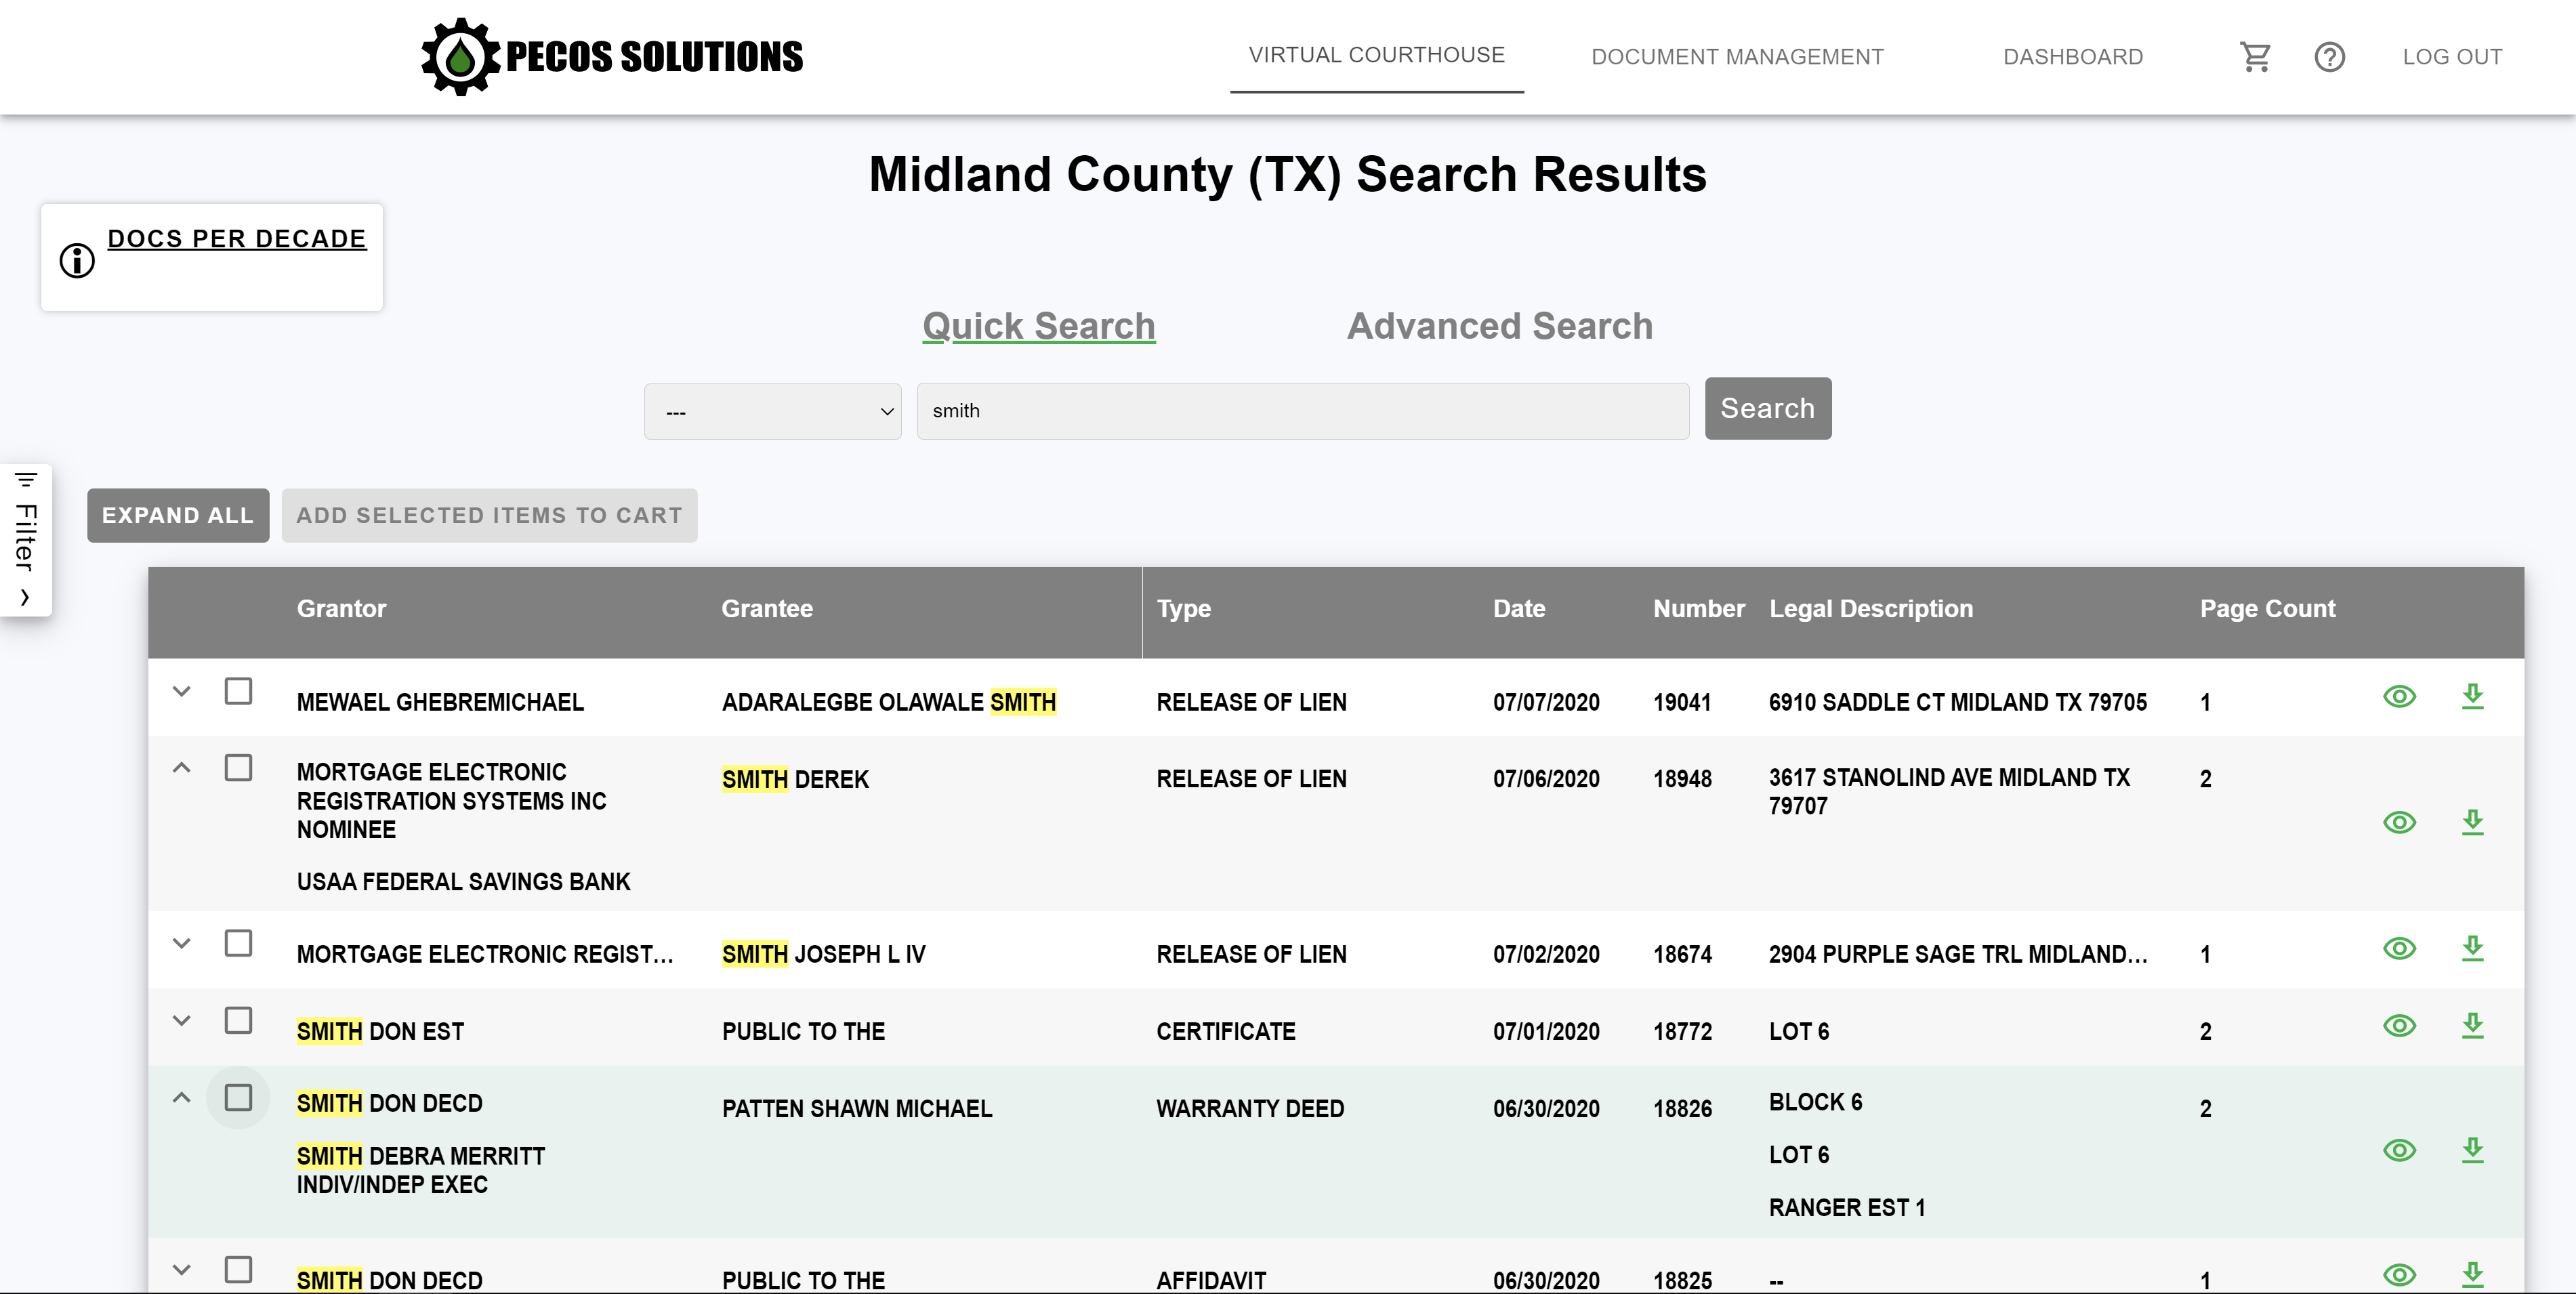 PECOS SOLUTIONS
VIRTUAL COURTHOUSE
DOCUMENT MANAGEMENT
DASHBOARD
LOG OUT
Midland County (TX) Search Results
DOCS PER DECADE
Quick Search
Advanced Search
---
smith
Search
Filter
EXPAND ALL
ADD SELECTED ITEMS TO CART
Grantor Grantee Type Date Number Legal Description Page Count
MEWAEL GHEBREMICHAEL ADARALEGBE OLAWALE SMITH RELEASE OF LIEN 07/07/2020 19041 6910 SADDLE CT MIDLAND TX 79705 1
MORTGAGE ELECTRONIC SMITH DEREK RELEASE OF LIEN 07/06/2020 18948 3617 STANOLIND AVE MIDLAND TX 2
REGISTRATION SYSTEMS INC 79707
NOMINEE
USAA FEDERAL SAVINGS BANK
MORTGAGE ELECTRONIC REGIST... SMITH JOSEPH L IV RELEASE OF LIEN 07/02/2020 18674 2904 PURPLE SAGE TRL MIDLAND... 1
SMITH DON EST PUBLIC TO THE CERTIFICATE 07/01/2020 18772 LOT 6 2
SMITH DON DECD PATTEN SHAWN MICHAEL WARRANTY DEED 06/30/2020 18826 BLOCK 6 2
SMITH DEBRA MERRITT LOT 6
INDIV/INDEP EXEC
RANGER EST 1
SMITH DON DECD PUBLIC TO THE AFFIDAVIT 06/30/2020 18825 -- 1